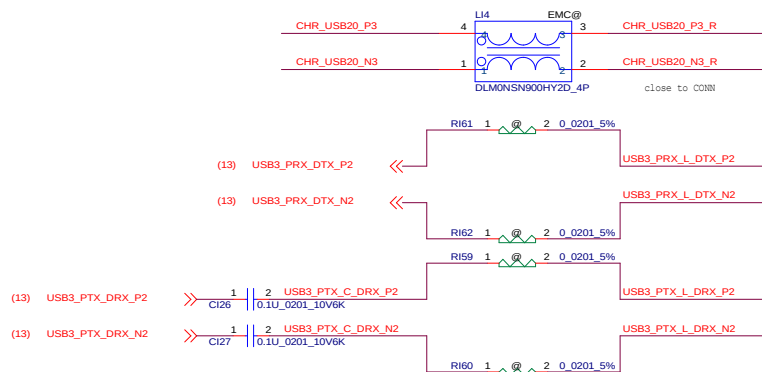 LI4 EMC@
CHR_USB20_P3 4 4 3 3 CHR_USB20_P3_R
CHR_USB20_N3 1 1 2 2 CHR_USB20_N3_R
DLM0NSN900HY2D_4P close to CONN
RI61 1 @ 2 0_0201_5%
(13) USB3_PRX_DTX_P2 USB3_PRX_L_DTX_P2
(13) USB3_PRX_DTX_N2 USB3_PRX_L_DTX_N2
RI62 1 @ 2 0_0201_5%
RI59 1 @ 2 0_0201_5%
(13) USB3_PTX_DRX_P2 1 2 USB3_PTX_C_DRX_P2 USB3_PTX_L_DRX_P2
CI26 0.1U_0201_10V6K
(13) USB3_PTX_DRX_N2 1 2 USB3_PTX_C_DRX_N2 USB3_PTX_L_DRX_N2
CI27 0.1U_0201_10V6K
RI60 1 @ 2 0_0201_5%